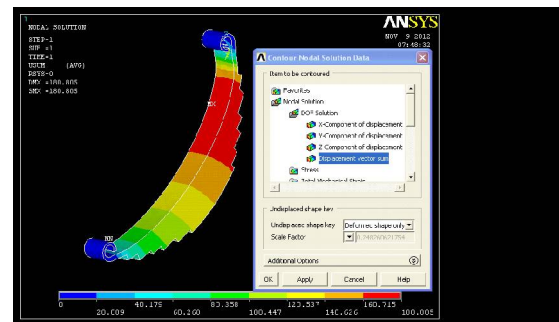 1
NODAL SOLUTION
ANSYS
STEP=1
SUB =1
TIME=1
USUM (AVG)
RSYS=0
DMX =180.805
SMX =180.805
NOV 9 2012
07:48:32
MX
MN
Contour Nodal Solution Data
Item to be contoured
Favorites
Nodal Solution
DOF Solution
X-Component of displacement
Y-Component of displacement
Z-Component of displacement
Displacement vector sum
Stress
Total Mechanical Strain
Undisplaced shape key
Undisplaced shape key Deformed shape only
Scale Factor
Additional Options
OK Apply Cancel Help
0 40.179 80.358 120.537 160.715
20.089 60.268 100.447 140.626